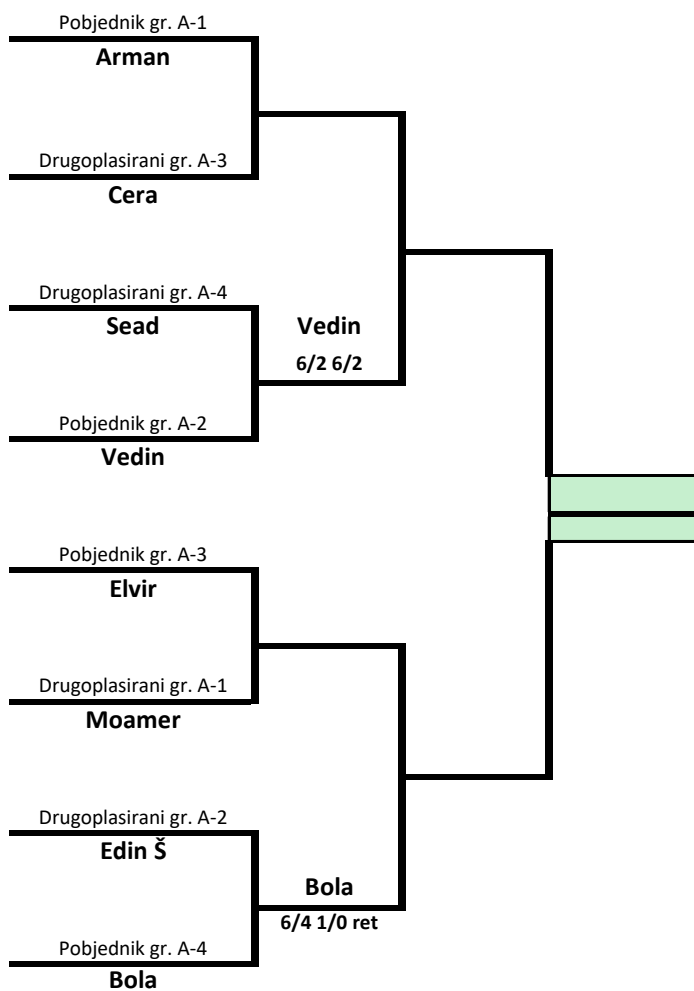 Pobjednik gr. A-1
Arman
Drugoplasirani gr. A-3
Cera
Drugoplasirani gr. A-4
Sead
Vedin
6/2 6/2
Pobjednik gr. A-2
Vedin
Pobjednik gr. A-3
Elvir
Drugoplasirani gr. A-1
Moamer
Drugoplasirani gr. A-2
Edin Š
Bola
6/4 1/0 ret
Pobjednik gr. A-4
Bola